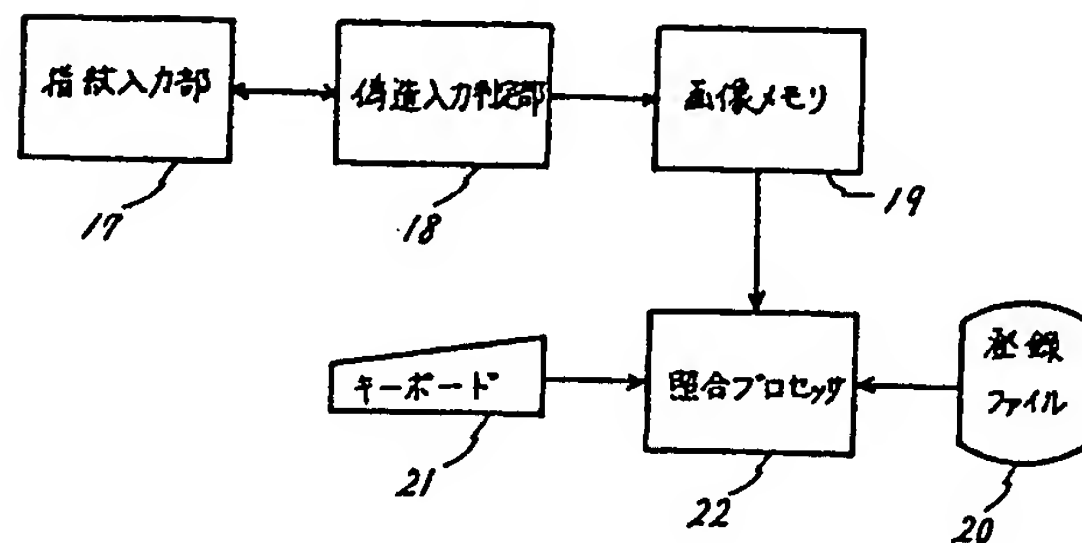 指紋入力部
偽造入力判定部
画像メモリ
17
18
19
キーボード
照合プロセッサ
登録
ファイル
21
22
20